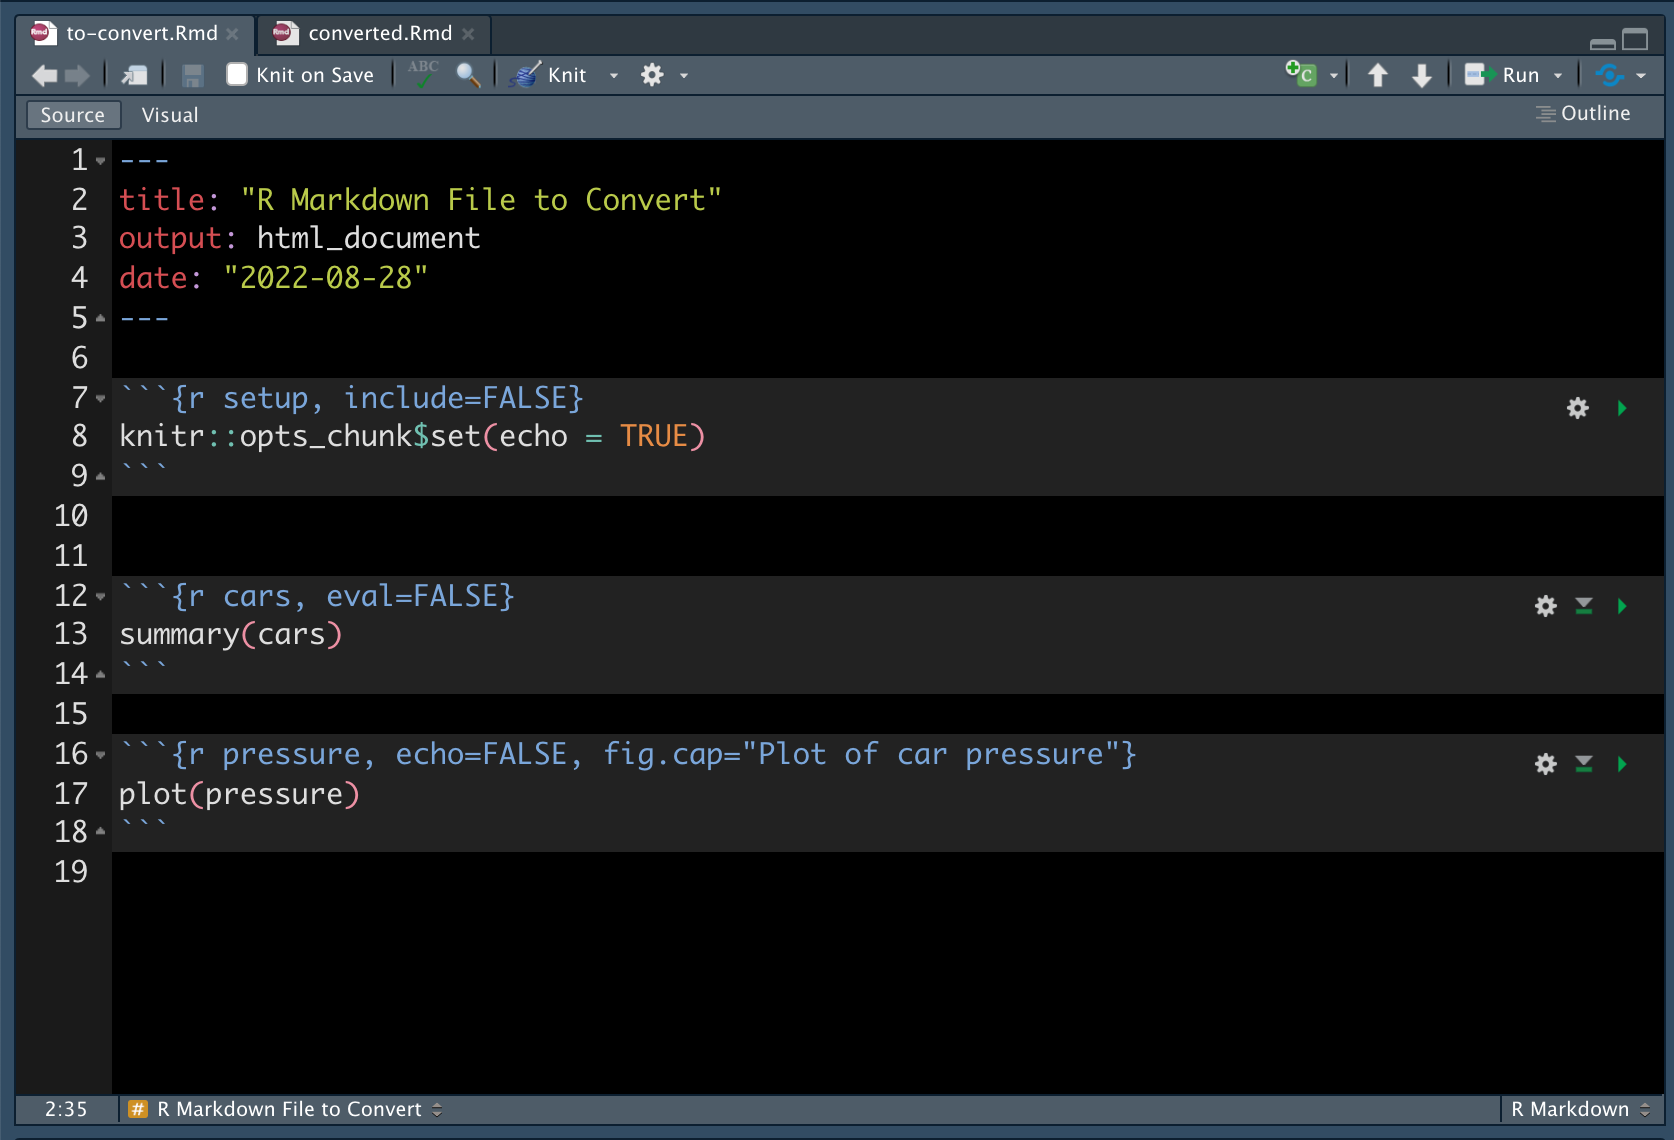 to-convert.Rmd converted.Rmd
Knit on Save ABC Knit Run
Source Visual Outline
1 ---
2 title: "R Markdown File to Convert"
3 output: html_document
4 date: "2022-08-28"
5 ---
6
7 ```{r setup, include=FALSE}
8 knitr::opts_chunk$set(echo = TRUE)
9 ```
10
11
12 ```{r cars, eval=FALSE}
13 summary(cars)
14 ```
15
16 ```{r pressure, echo=FALSE, fig.cap="Plot of car pressure"}
17 plot(pressure)
18 ```
19
2:35 # R Markdown File to Convert R Markdown